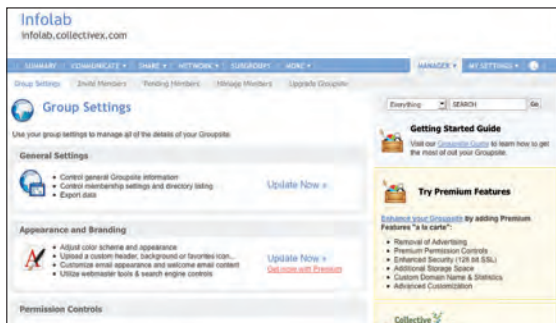 Infolab
infolab.collectivex.com
SUMMARY COMMUNICATE SHARE NETWORK SUBGROUPS MORE MANAGER MY SETTINGS
Group Settings Invite Members Pending Members Manage Members Upgrade Groupsite
Group Settings
Everything SEARCH Go
Use your group settings to manage all of the details of your Groupsite.
General Settings
• Control general Groupsite information
• Control membership settings and directory listing
• Export data
Update Now »
Appearance and Branding
• Adjust color scheme and appearance
• Upload a custom header, background or favorites icon...
• Customize email appearance and welcome email content
• Utilize webmaster tools & search engine controls
Update Now »
Get more with Premium
Permission Controls
Getting Started Guide
Visit our Groupsite Guide to learn how to get
the most out of your Groupsite.
Try Premium Features
Enhance your Groupsite by adding Premium
Features "a la carte":
• Removal of Advertising
• Premium Permission Controls
• Enhanced Security (128 bit SSL)
• Additional Storage Space
• Custom Domain Name & Statistics
• Advanced Customization
Collective